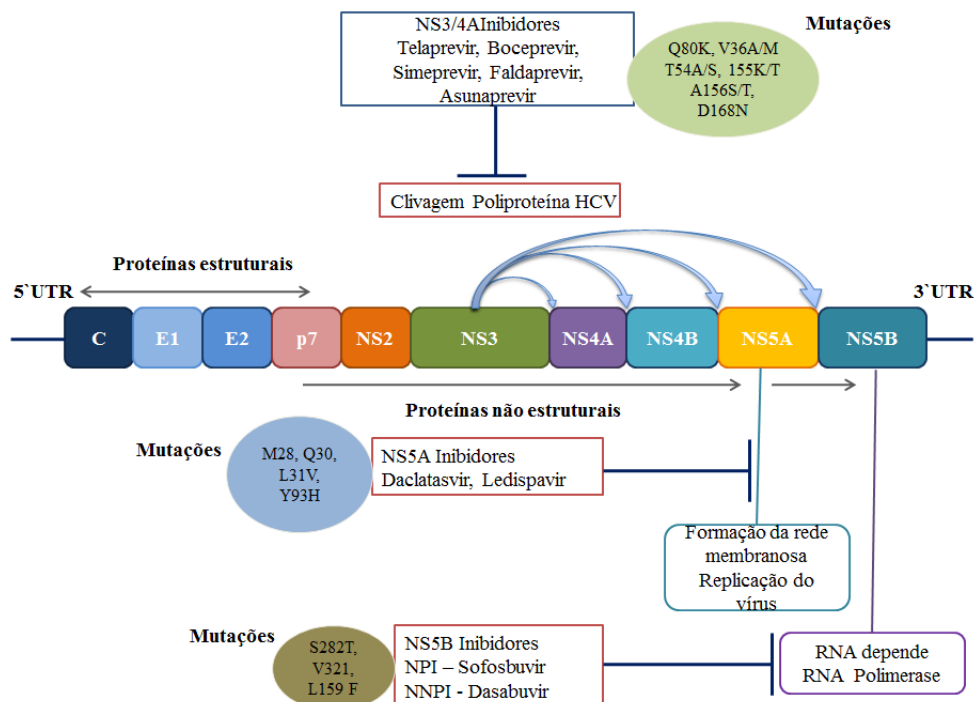 NS3/4AInibidores
Telaprevir, Boceprevir,
Simeprevir, Faldaprevir,
Asunaprevir
Mutações
Q80K, V36A/M
T54A/S, 155K/T
A156S/T,
D168N
Clivagem Poliproteína HCV
Proteínas estruturais
5`UTR
3`UTR
C
E1
E2
p7
NS2
NS3
NS4A
NS4B
NS5A
NS5B
Proteínas não estruturais
Mutações
M28, Q30,
L31V,
Y93H
NS5A Inibidores
Daclatasvir, Ledispavir
Formação da rede
membranosa
Replicação do
vírus
Mutações
S282T,
V321,
L159 F
NS5B Inibidores
NPI – Sofosbuvir
NNPI - Dasabuvir
RNA depende
RNA Polimerase